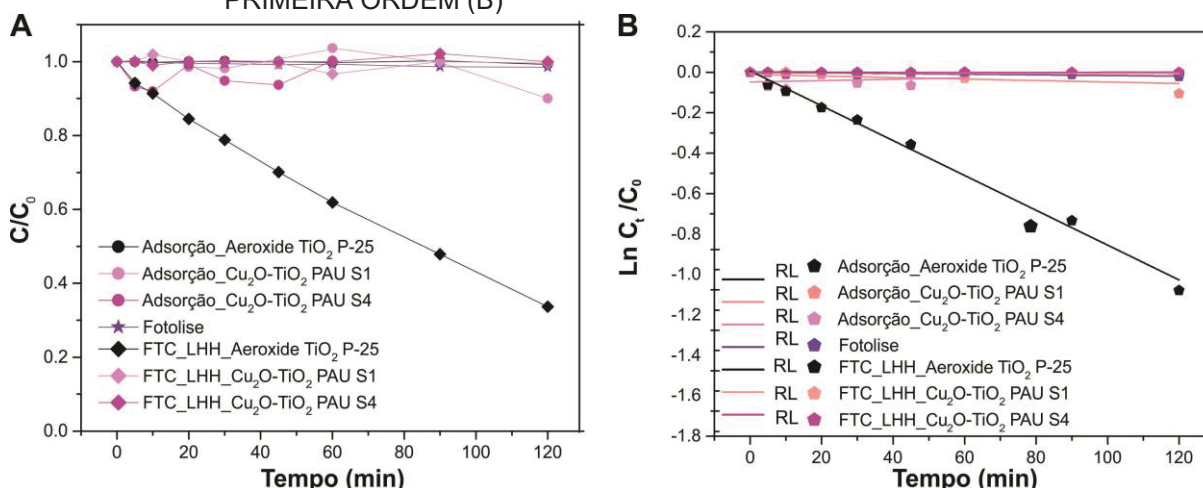 PRIMEIRA ORDEM (B)
A
C/C₀
1.0
0.8
0.6
0.4
0.2
0.0
Adsorção_Aeroxide TiO₂ P-25
Adsorção_Cu₂O-TiO₂ PAU S1
Adsorção_Cu₂O-TiO₂ PAU S4
Fotolise
FTC_LHH_Aeroxide TiO₂ P-25
FTC_LHH_Cu₂O-TiO₂ PAU S1
FTC_LHH_Cu₂O-TiO₂ PAU S4
0 20 40 60 80 100 120
Tempo (min)
B
Ln Cₜ/C₀
0.2
0.0
-0.2
-0.4
-0.6
-0.8
-1.0
-1.2
-1.4
-1.6
-1.8
RL Adsorção_Aeroxide TiO₂ P-25
RL Adsorção_Cu₂O-TiO₂ PAU S1
RL Adsorção_Cu₂O-TiO₂ PAU S4
RL Fotolise
RL FTC_LHH_Aeroxide TiO₂ P-25
RL FTC_LHH_Cu₂O-TiO₂ PAU S1
RL FTC_LHH_Cu₂O-TiO₂ PAU S4
0 20 40 60 80 100 120
Tempo (min)